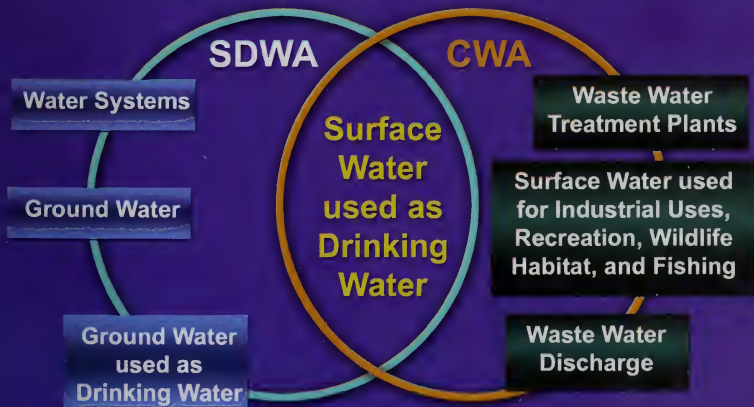 SDWA
CWA
Water Systems
Ground Water
Ground Water
used as
Drinking Water
Surface
Water
used as
Drinking
Water
Waste Water
Treatment Plants
Surface Water used
for Industrial Uses,
Recreation, Wildlife
Habitat, and Fishing
Waste Water
Discharge